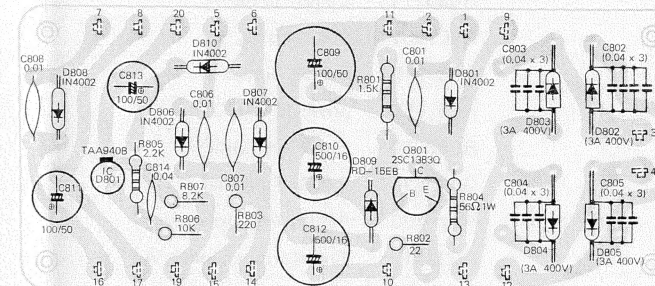 7 8 20 5 6 11 2 1 9
C808
0.01
D808
IN4002
C813
100/50
D810
IN4002
C806
0.01
D806
IN4002
D807
IN4002
C809
100/50
R801
1.5K
C801
0.01
D801
IN4002
C803
(0.04 x 3)
C802
(0.04 x 3)
D803
(3A 400V)
D802
(3A 400V)
3
TAA940B
IC
D801
R805
2.2K
C814
0.04
R807
8.2K
C807
0.01
C810
500/16
D809
RD-15EB
Q801
2SC1383Q
C
B E
R804
56Ω1W
C804
(0.04 x 3)
C805
(0.04 x 3)
4
C811
100/50
R806
10K
R803
220
C812
500/16
R802
22
D804
(3A 400V)
D805
(3A 400V)
16 17 19 15 14 10 13 12